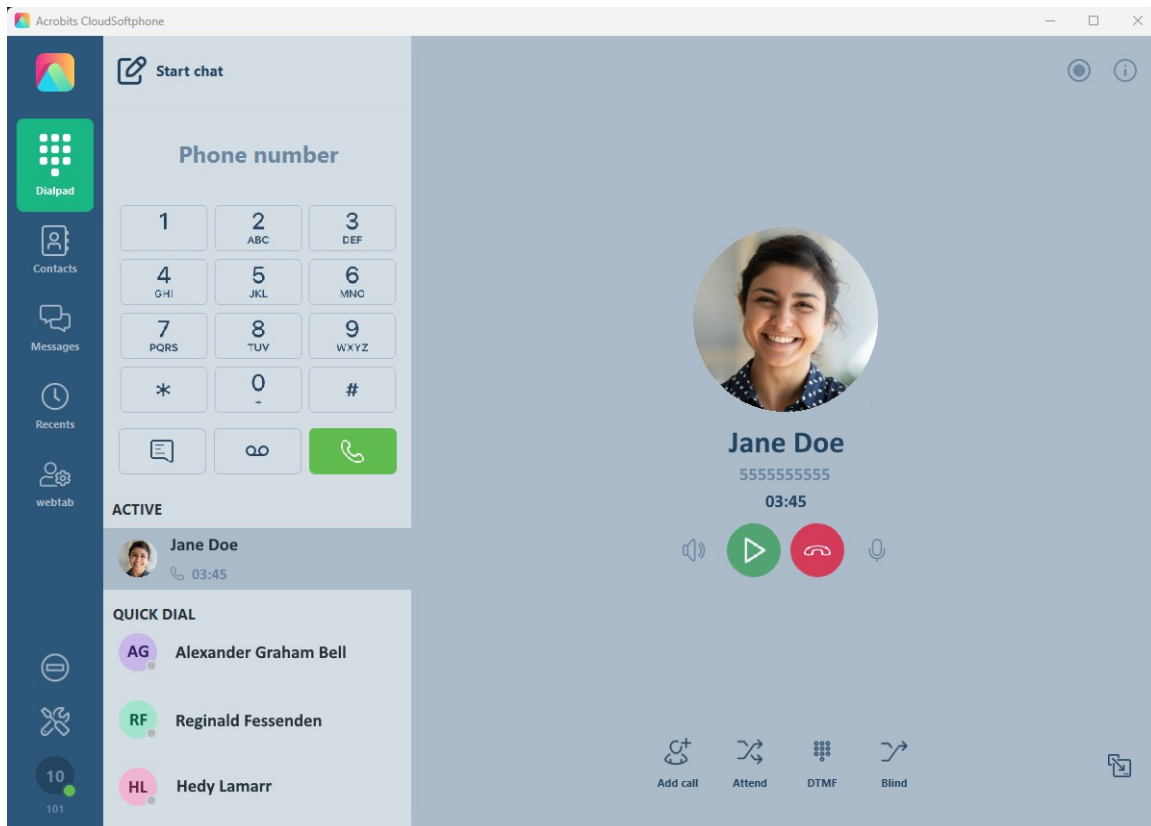 Acrobits CloudSoftphone
Start chat
Phone number
1
2
ABC
3
DEF
4
GHI
5
JKL
6
MNO
7
PQRS
8
TUV
9
WXYZ
*
0
+
#
Dialpad
Contacts
Messages
Recents
webtab
ACTIVE
Jane Doe
03:45
QUICK DIAL
AG
Alexander Graham Bell
RF
Reginald Fessenden
HL
Hedy Lamarr
10
101
Jane Doe
5555555555
03:45
Add call
Attend
DTMF
Blind